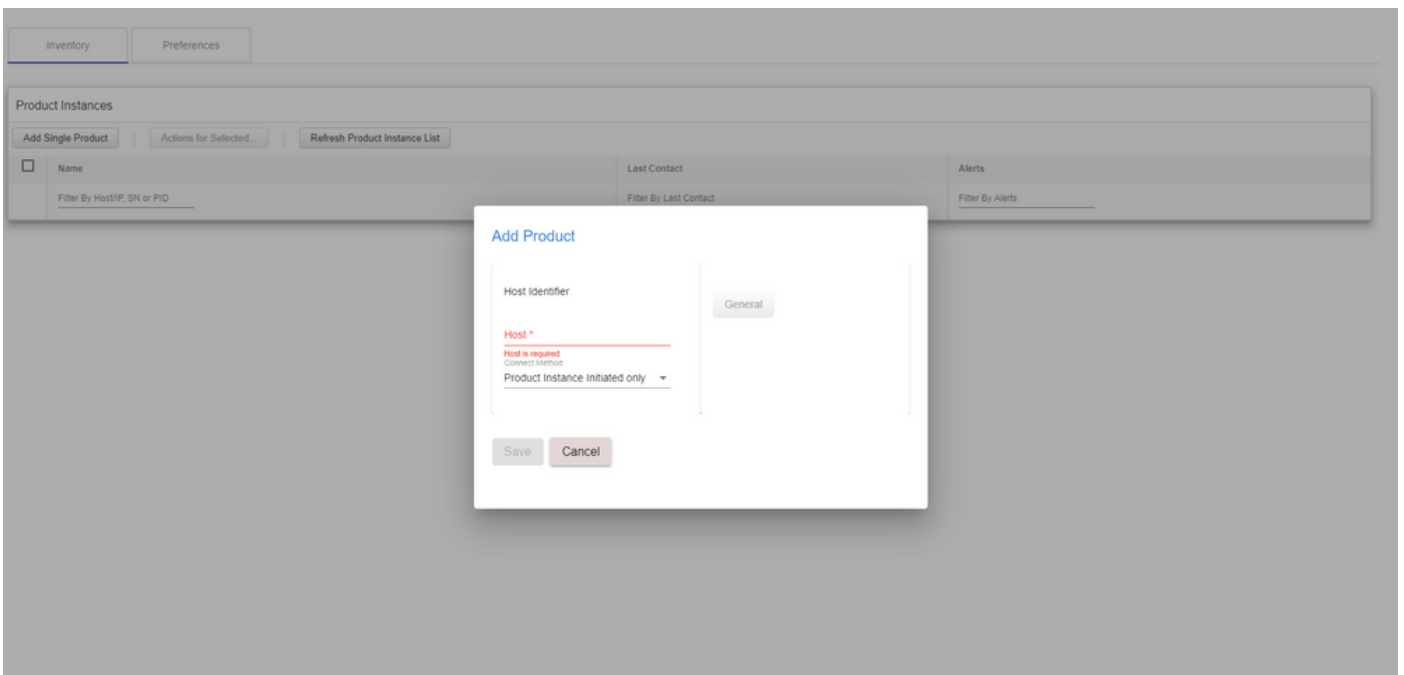 Inventory Preferences
Product Instances
Add Single Product Actions for Selected... Refresh Product Instance List
Name Last Contact Alerts
Filter By Host/IP, SN or PID Filter By Last Contact Filter By Alerts
Add Product
Host Identifier
General
Host *
Host is required
Connect Method
Product Instance Initiated only
Save Cancel